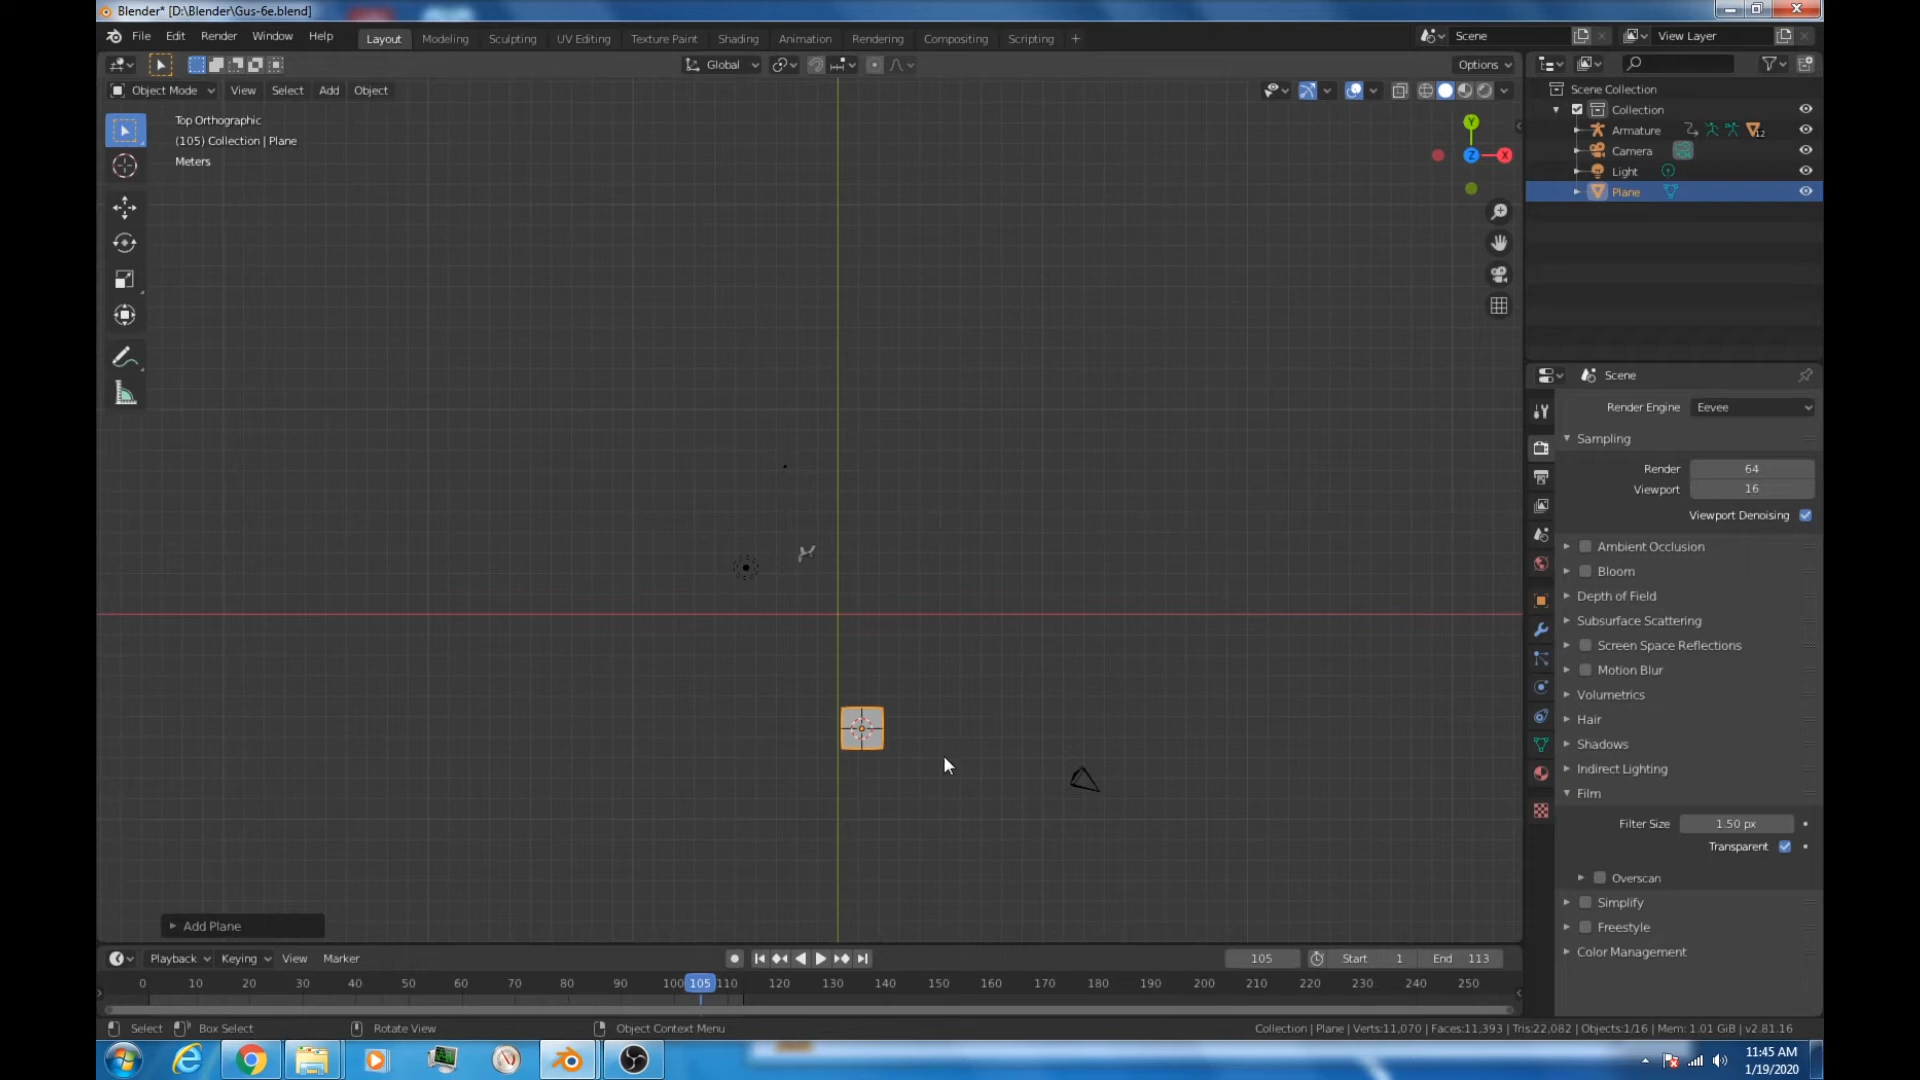 Blender* [D:\Blender\Gus-6e.blend]
File Edit Render Window Help Layout Modeling Sculpting UV Editing Texture Paint Shading Animation Rendering Compositing Scripting + Scene View Layer
Global Options
Object Mode View Select Add Object
Top Orthographic
(105) Collection | Plane
Meters
Y
Z
X
Scene Collection
Collection
Armature 12
Camera
Light
Plane
Scene
Render Engine Eevee
Sampling
Render 64
Viewport 16
Viewport Denoising
Ambient Occlusion
Bloom
Depth of Field
Subsurface Scattering
Screen Space Reflections
Motion Blur
Volumetrics
Hair
Shadows
Indirect Lighting
Film
Filter Size 1.50 px
Transparent
Overscan
Simplify
Freestyle
Color Management
Add Plane
Playback Keying View Marker 105 Start 1 End 113
0 10 20 30 40 50 60 70 80 90 100 105 110 120 130 140 150 160 170 180 190 200 210 220 230 240 250
Select Box Select Rotate View Object Context Menu Collection | Plane | Verts:11,070 | Faces:11,393 | Tris:22,082 | Objects:1/16 | Mem: 1.01 GiB | v2.81.16
11:45 AM
1/19/2020